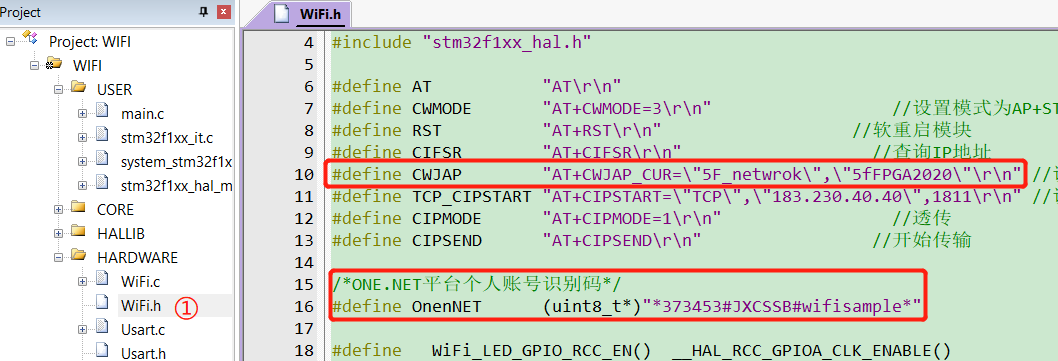 Project
WiFi.h
Project: WIFI
WIFI
USER
main.c
stm32f1xx_it.c
system_stm32f1x
stm32f1xx_hal_m
CORE
HALLIB
HARDWARE
WiFi.c
WiFi.h ①
Usart.c
Usart.h
4 #include "stm32f1xx_hal.h"
5
6 #define AT "AT\r\n"
7 #define CWMODE "AT+CWMODE=3\r\n" //设置模式为AP+ST
8 #define RST "AT+RST\r\n" //软重启模块
9 #define CIFSR "AT+CIFSR\r\n" //查询IP地址
10 #define CWJAP "AT+CWJAP_CUR=\"5F_netwrok\",\"5fFPGA2020\"\r\n" //
11 #define TCP_CIPSTART "AT+CIPSTART=\"TCP\",\"183.230.40.40\",1811\r\n" //
12 #define CIPMODE "AT+CIPMODE=1\r\n" //透传
13 #define CIPSEND "AT+CIPSEND\r\n" //开始传输
14
15 /*ONE.NET平台个人账号识别码*/
16 #define OnenNET (uint8_t*)"*373453#JXCSSB#wifisample*"
17
18 #define WiFi_LED_GPIO_RCC_EN() __HAL_RCC_GPIOA_CLK_ENABLE()